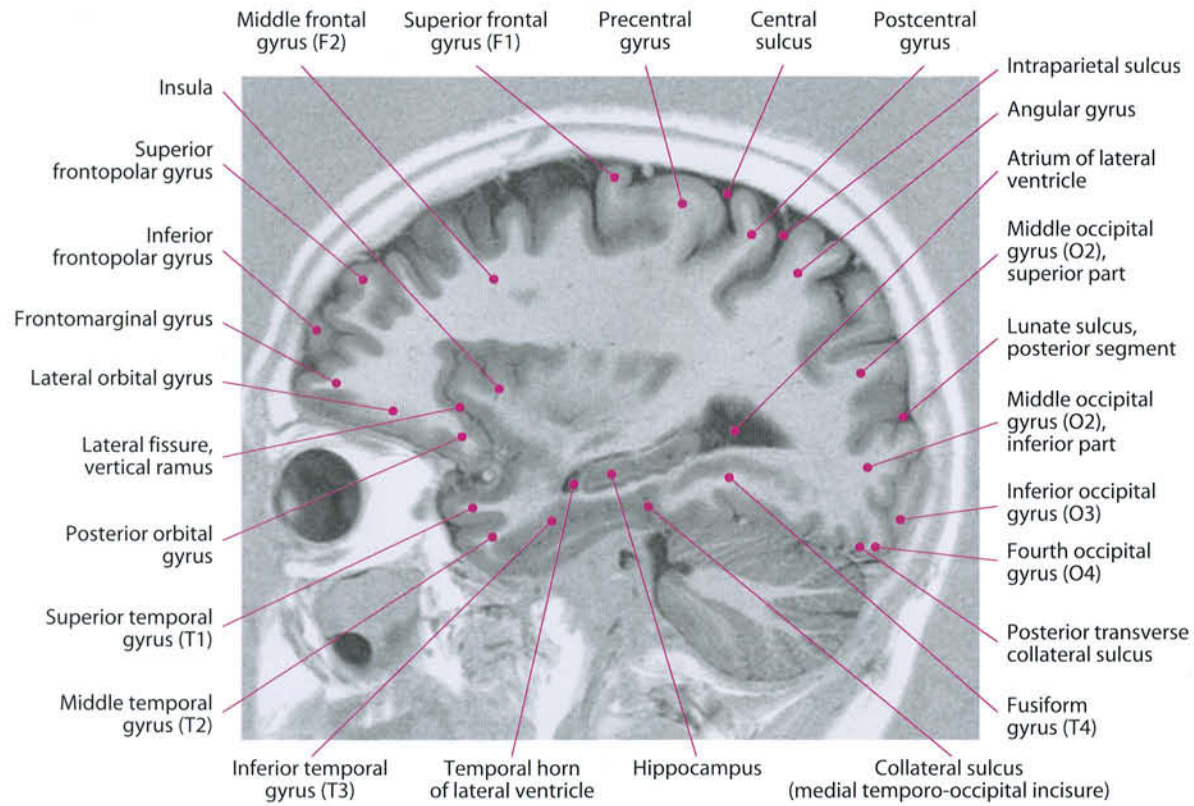 Middle frontal
gyrus (F2)
Superior frontal
gyrus (F1)
Precentral
gyrus
Central
sulcus
Postcentral
gyrus
Insula
Superior
frontopolar gyrus
Inferior
frontopolar gyrus
Frontomarginal gyrus
Lateral orbital gyrus
Lateral fissure,
vertical ramus
Posterior orbital
gyrus
Superior temporal
gyrus (T1)
Middle temporal
gyrus (T2)
Intraparietal sulcus
Angular gyrus
Atrium of lateral
ventricle
Middle occipital
gyrus (O2),
superior part
Lunate sulcus,
posterior segment
Middle occipital
gyrus (O2),
inferior part
Inferior occipital
gyrus (O3)
Fourth occipital
gyrus (O4)
Posterior transverse
collateral sulcus
Fusiform
gyrus (T4)
Inferior temporal
gyrus (T3)
Temporal horn
of lateral ventricle
Hippocampus
Collateral sulcus
(medial temporo-occipital incisure)